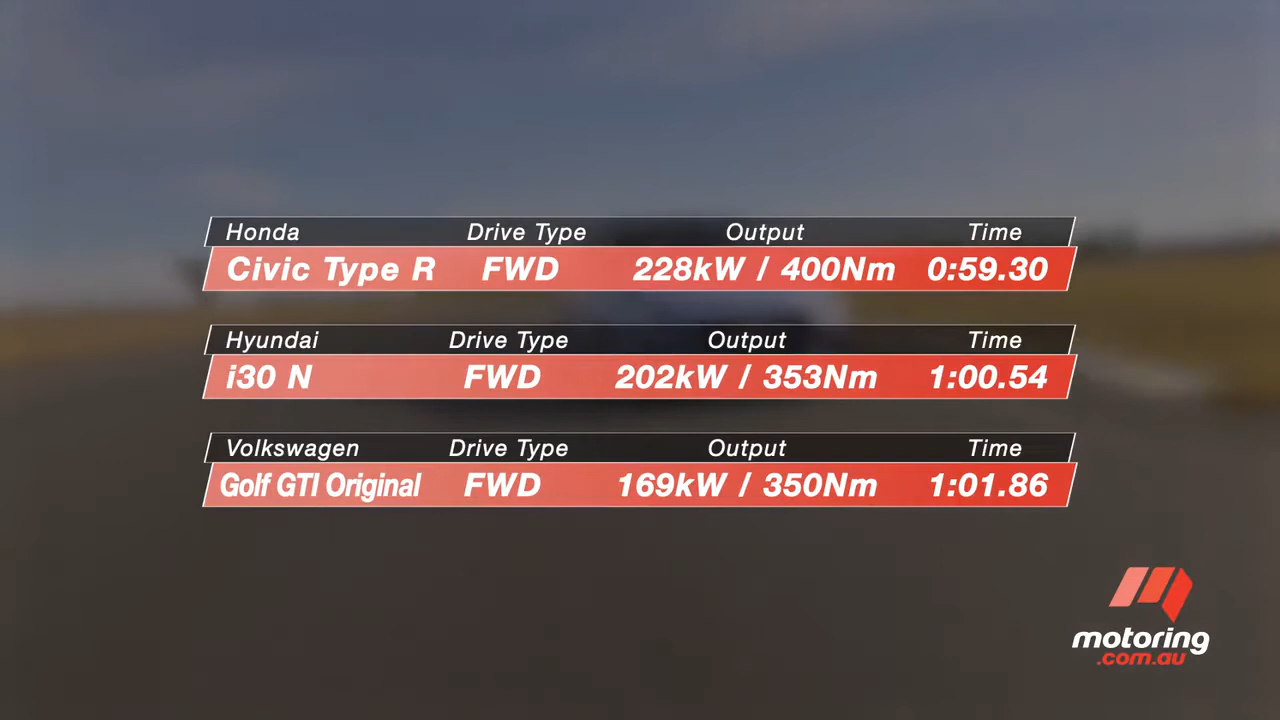 Honda Drive Type Output Time
Civic Type R FWD 228kW / 400Nm 0:59.30
Hyundai Drive Type Output Time
i30 N FWD 202kW / 353Nm 1:00.54
Volkswagen Drive Type Output Time
Golf GTI Original FWD 169kW / 350Nm 1:01.86
motoring
.com.au